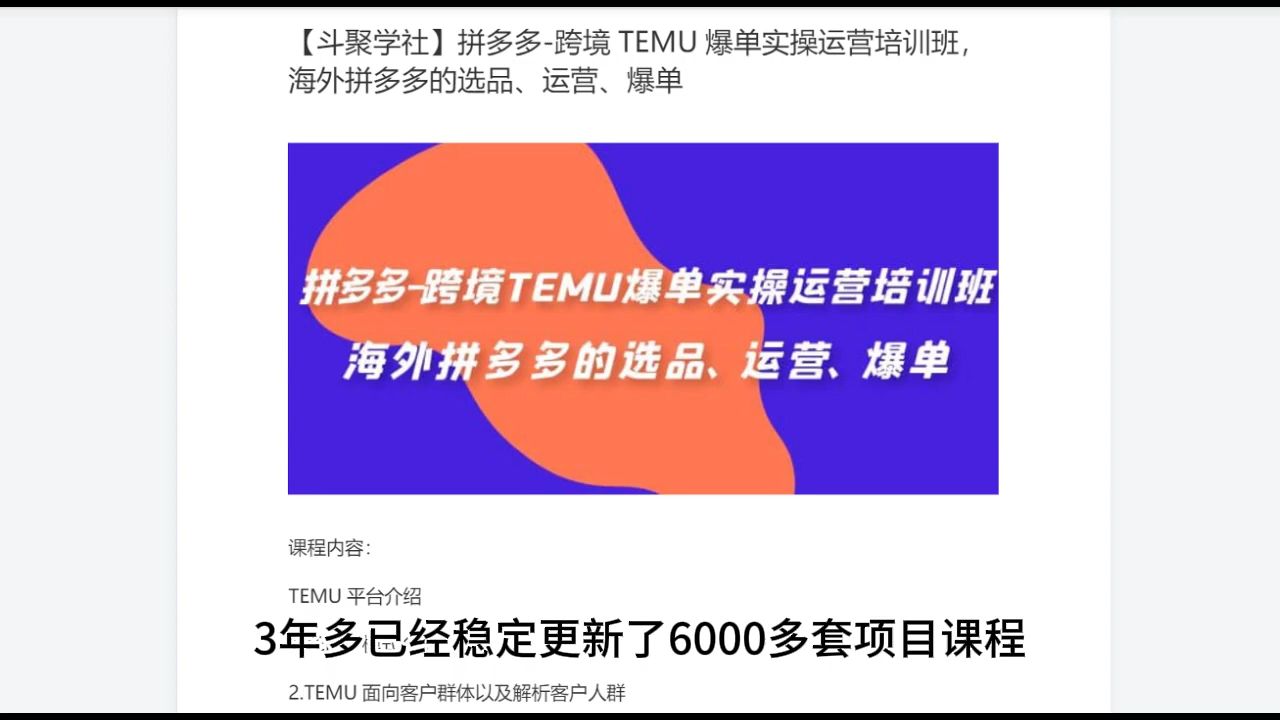 【斗聚学社】拼多多-跨境 TEMU 爆单实操运营培训班，
海外拼多多的选品、运营、爆单
拼多多-跨境TEMU爆单实操运营培训班
海外拼多多的选品、运营、爆单
课程内容：
TEMU 平台介绍
3年多已经稳定更新了6000多套项目课程
2.TEMU 面向客户群体以及解析客户人群